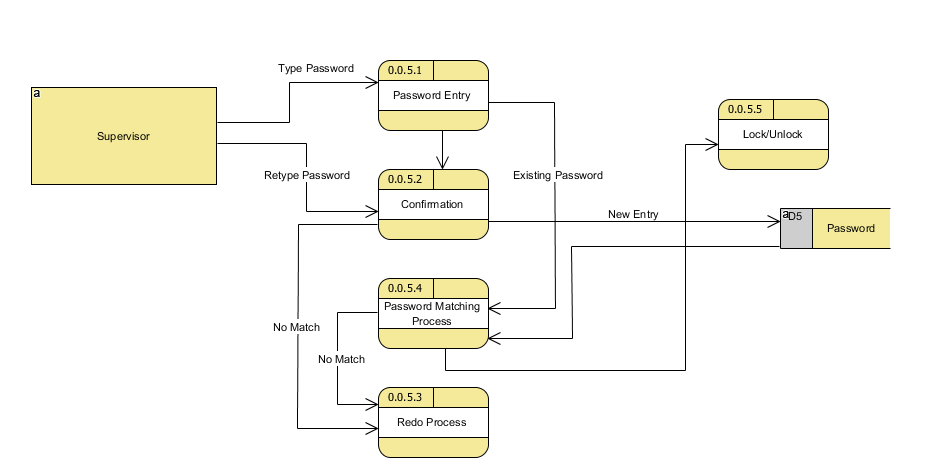 Type Password
0.0.5.1
Password Entry
a
Supervisor
0.0.5.5
Lock/Unlock
Retype Password
0.0.5.2
Confirmation
Existing Password
New Entry
a
D5
Password
0.0.5.4
Password Matching
Process
No Match
No Match
0.0.5.3
Redo Process